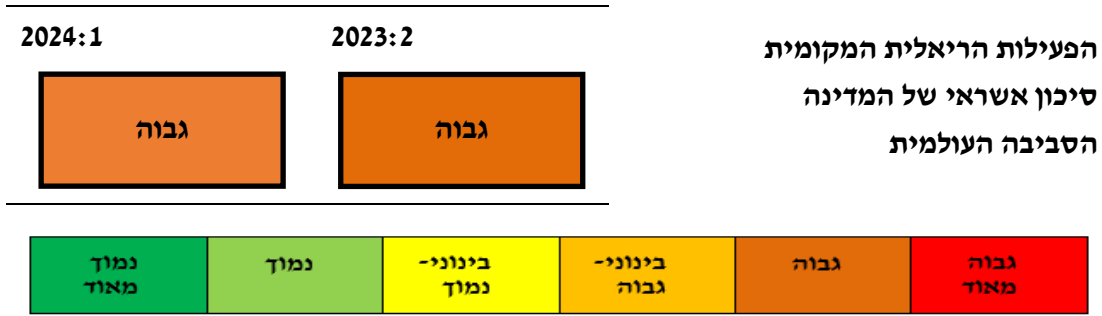 הפעילות הריאלית המקומית
סיכון אשראי של המדינה
הסביבה העולמית
2023:2
2024:1
גבוה
גבוה
גבוה
מאוד
גבוה
בינוני-
גבוה
בינוני-
נמוך
נמוך
נמוך
מאוד